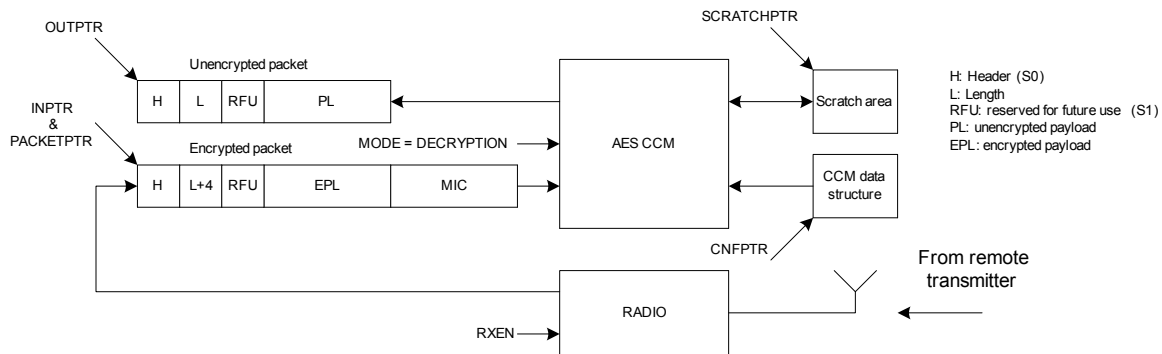 OUTPTR
SCRATCHPTR
Unencrypted packet
H L RFU PL
INPTR
&
PACKETPTR
MODE = DECRYPTION
Encrypted packet
H L+4 RFU EPL MIC
AES CCM
Scratch area
CCM data
structure
CNFPTR
H: Header (S0)
L: Length
RFU: reserved for future use (S1)
PL: unencrypted payload
EPL: encrypted payload
From remote
transmitter
RADIO
RXEN